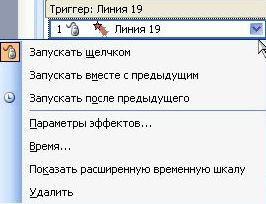 Триггер: Линия 19
1 Линия 19
Запускать щелчком
Запускать вместе с предыдущим
Запускать после предыдущего
Параметры эффектов...
Время...
Показать расширенную временную шкалу
Удалить